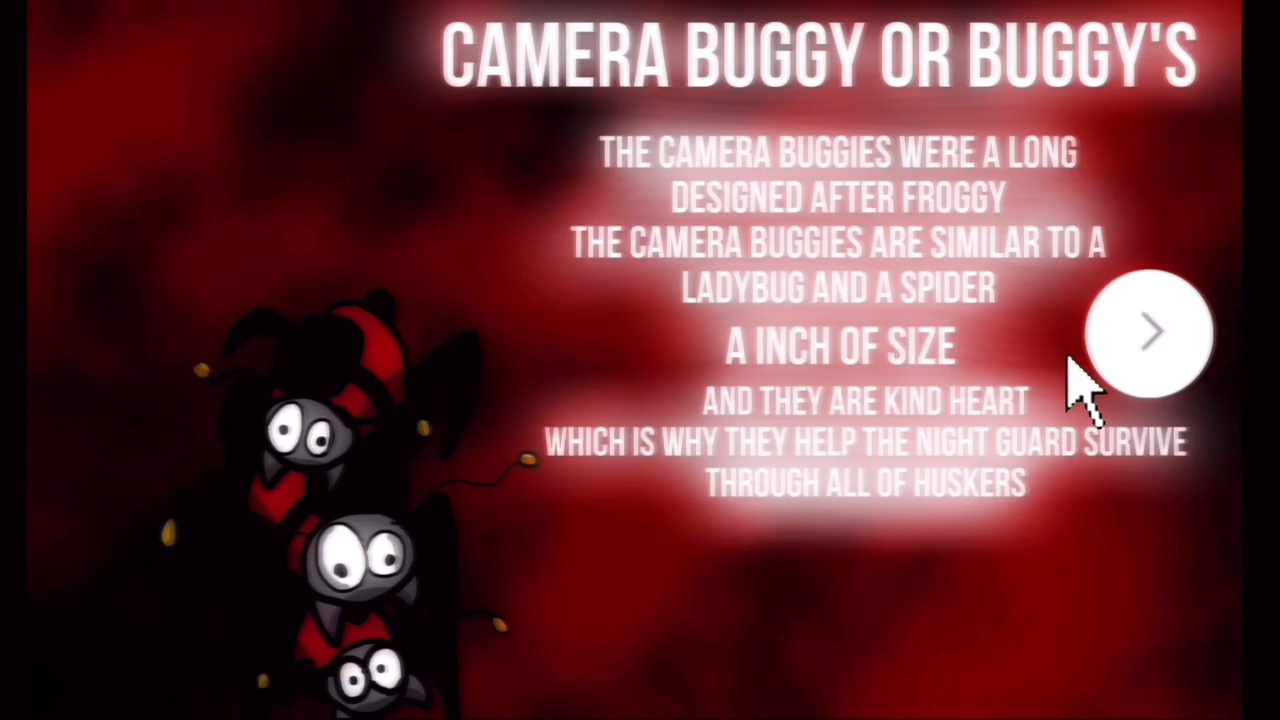 CAMERA BUGGY OR BUGGY'S
THE CAMERA BUGGIES WERE A LONG
DESIGNED AFTER FROGGY
THE CAMERA BUGGIES ARE SIMILAR TO A
LADYBUG AND A SPIDER
A INCH OF SIZE
AND THEY ARE KIND HEART
WHICH IS WHY THEY HELP THE NIGHT GUARD SURVIVE
THROUGH ALL OF HUSKERS